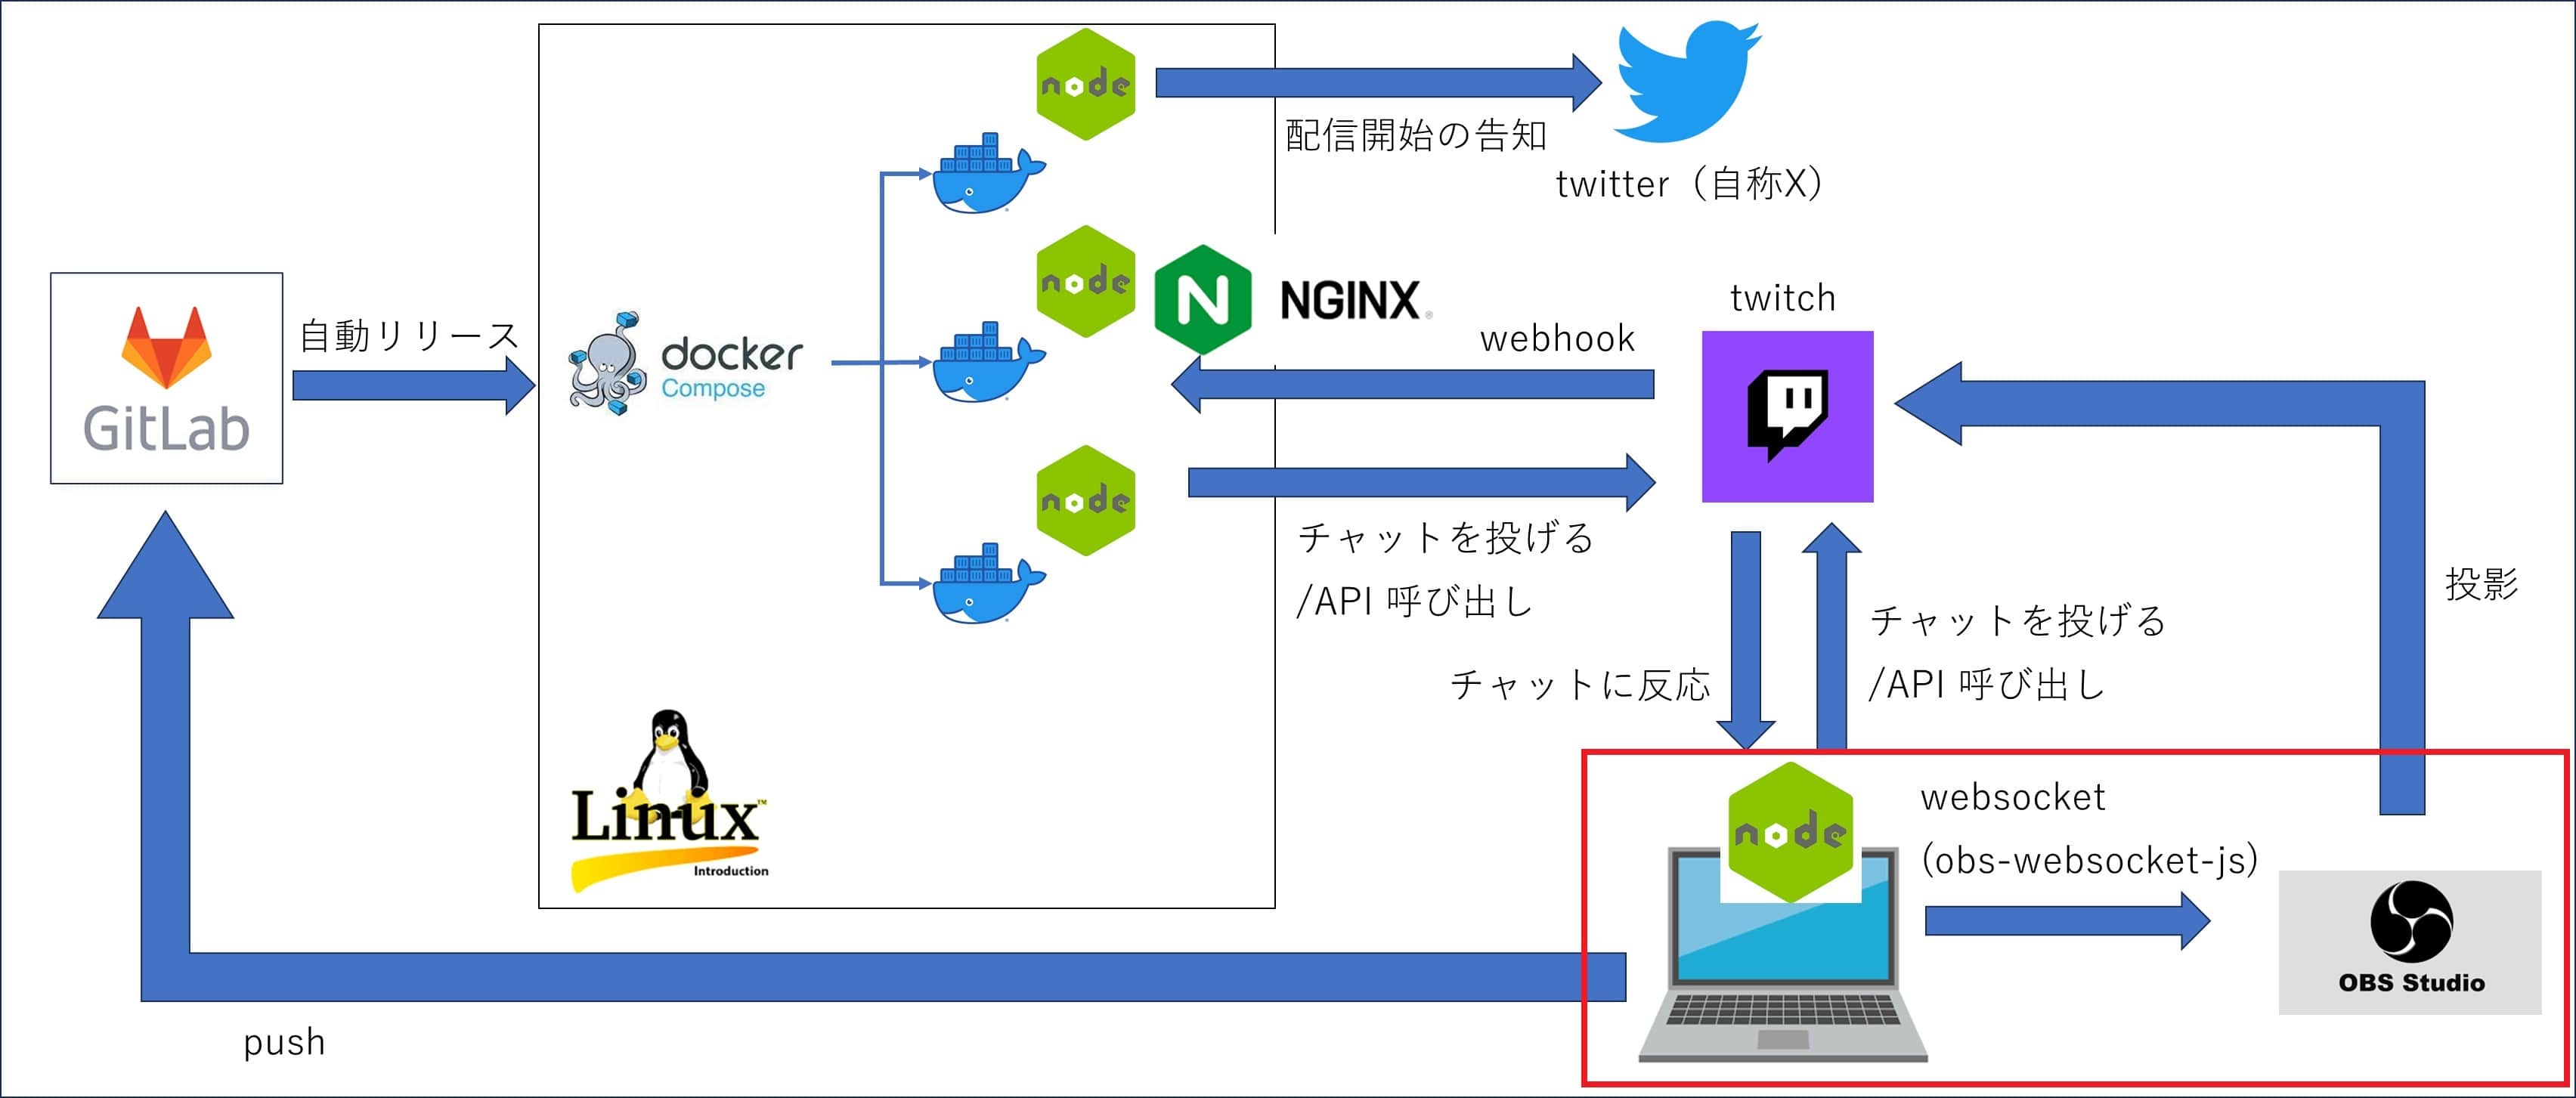 node
配信開始の告知
twitter（自称X）
node
NGINX®
twitch
webhook
GitLab
自動リリース
docker
Compose
node
チャットを投げる
/API 呼び出し
投影
チャットに反応
チャットを投げる
/API 呼び出し
Linux™
Introduction
node
websocket
(obs-websocket-js)
OBS Studio
push